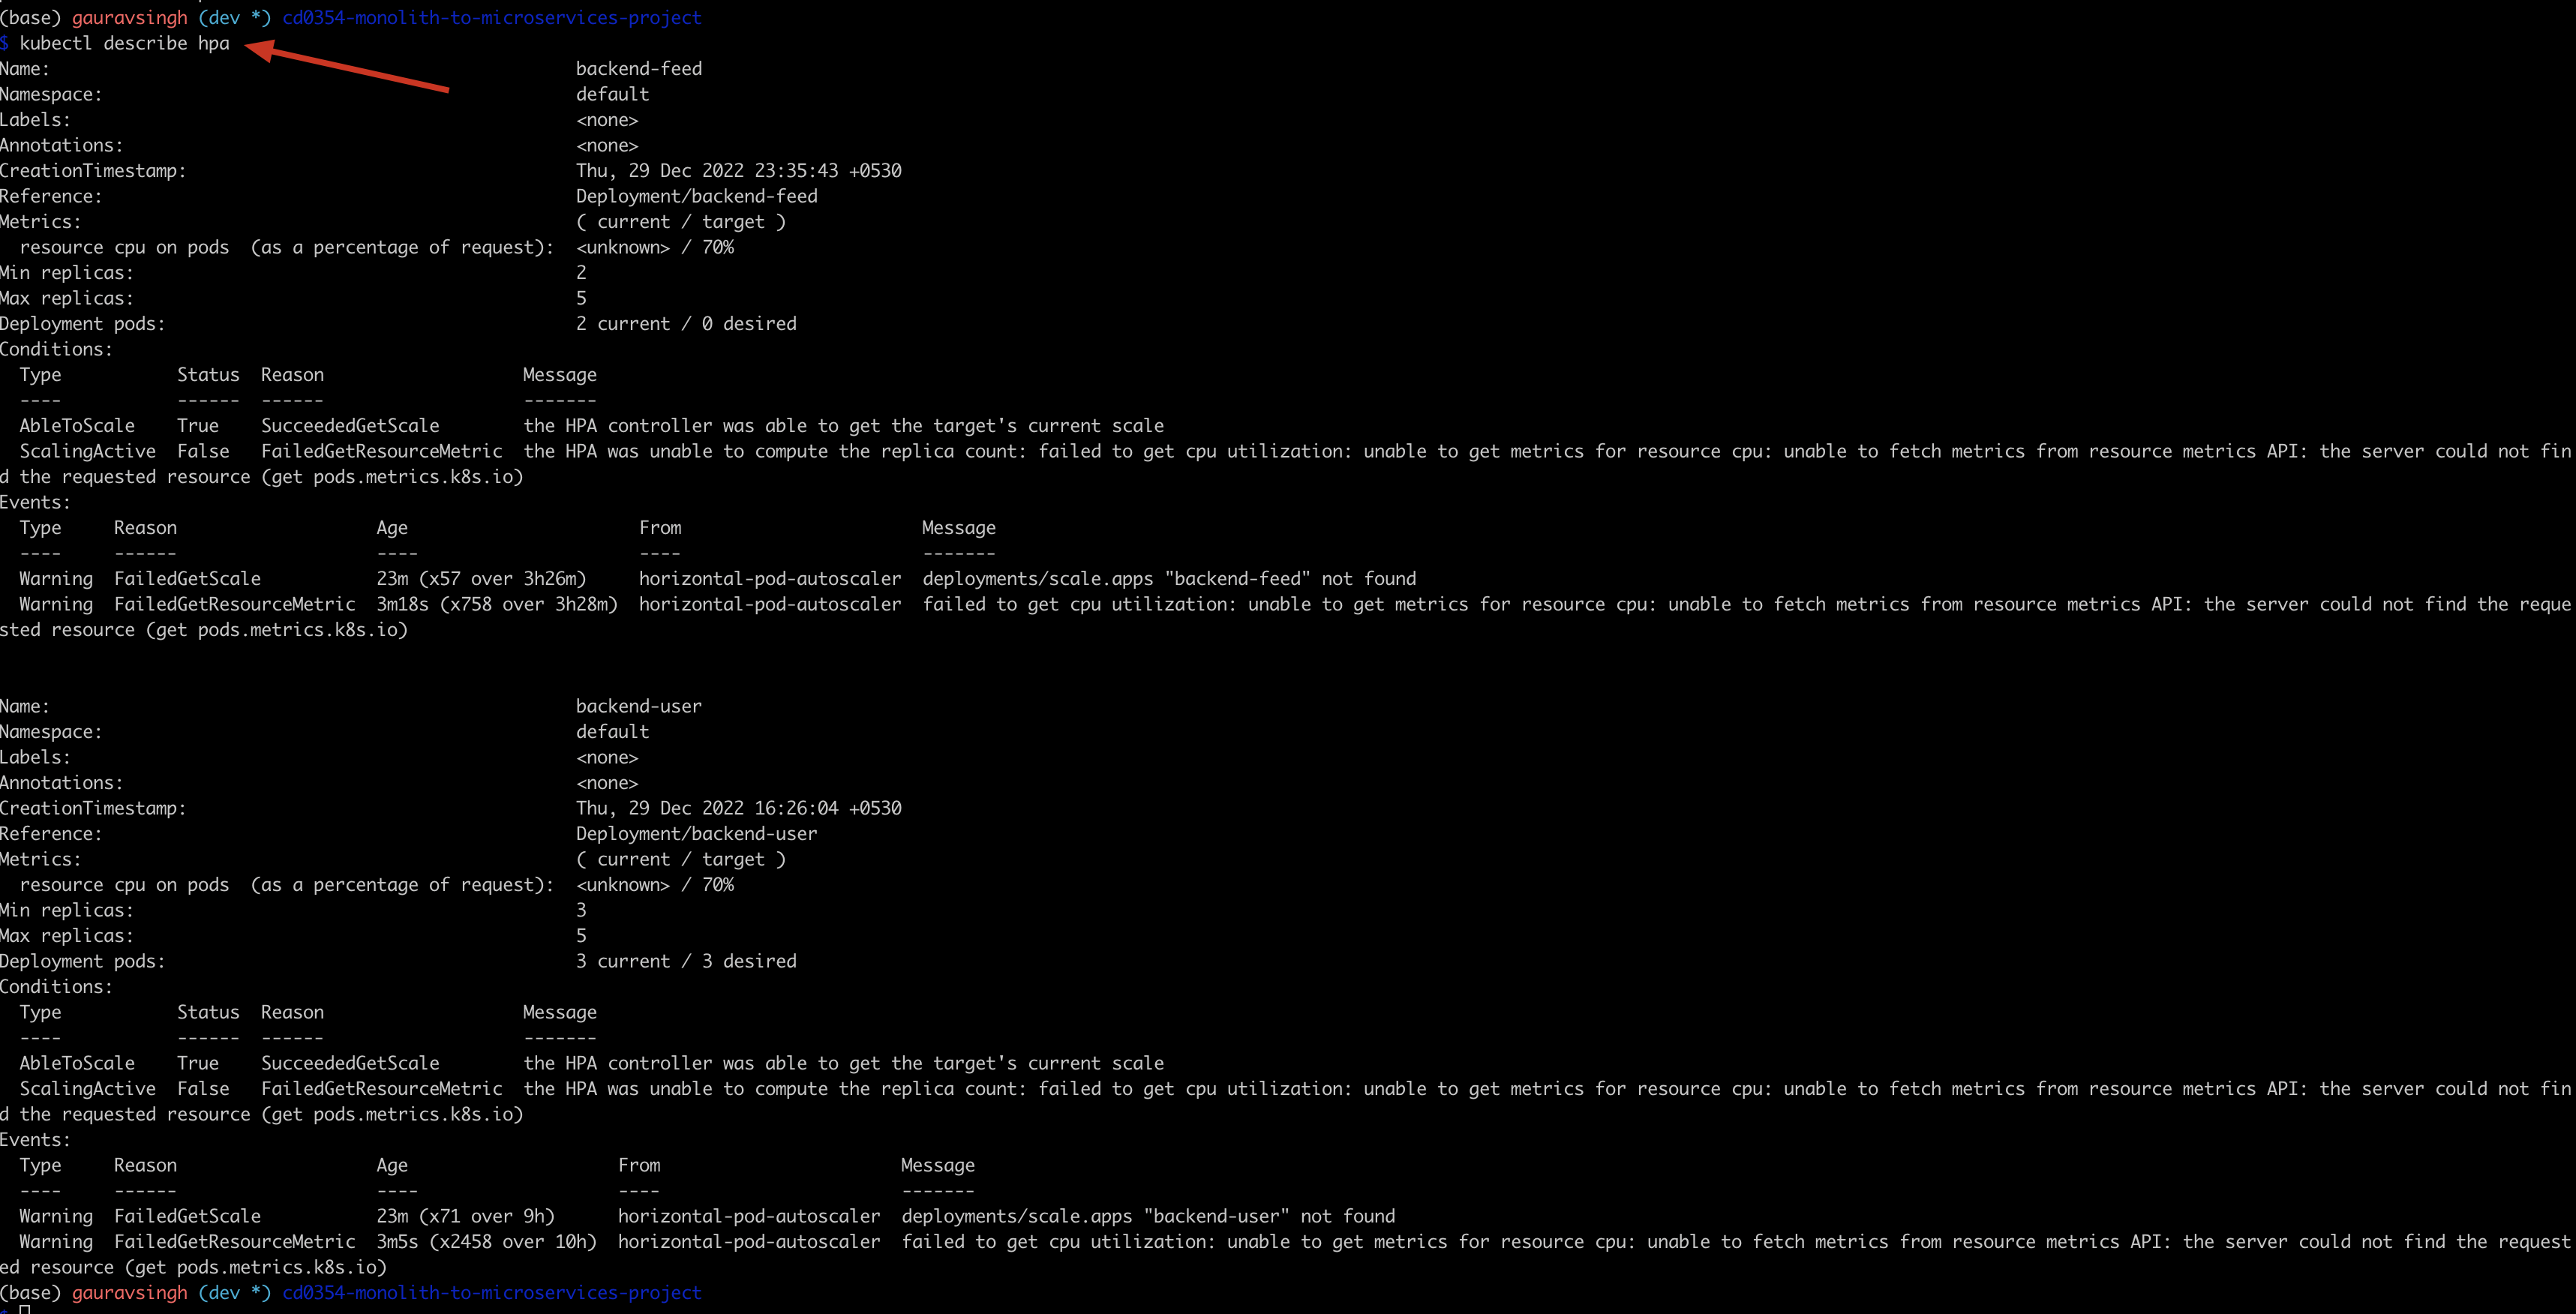 (base) gauravsingh (dev *) cd0354-monolith-to-microservices-project
$ kubectl describe hpa
Name:                                                  backend-feed
Namespace:                                             default
Labels:                                                <none>
Annotations:                                           <none>
CreationTimestamp:                                     Thu, 29 Dec 2022 23:35:43 +0530
Reference:                                             Deployment/backend-feed
Metrics:                                               ( current / target )
  resource cpu on pods  (as a percentage of request):  <unknown> / 70%
Min replicas:                                          2
Max replicas:                                          5
Deployment pods:                                       2 current / 0 desired
Conditions:
  Type           Status  Reason                   Message
  ----           ------  ------                   -------
  AbleToScale    True    SucceededGetScale        the HPA controller was able to get the target's current scale
  ScalingActive  False   FailedGetResourceMetric  the HPA was unable to compute the replica count: failed to get cpu utilization: unable to get metrics for resource cpu: unable to fetch metrics from resource metrics API: the server could not fin
d the requested resource (get pods.metrics.k8s.io)
Events:
  Type     Reason                   Age                      From                       Message
  ----     ------                   ----                     ----                       -------
  Warning  FailedGetScale           23m (x57 over 3h26m)     horizontal-pod-autoscaler  deployments/scale.apps "backend-feed" not found
  Warning  FailedGetResourceMetric  3m18s (x758 over 3h28m)  horizontal-pod-autoscaler  failed to get cpu utilization: unable to get metrics for resource cpu: unable to fetch metrics from resource metrics API: the server could not find the reque
sted resource (get pods.metrics.k8s.io)
Name:                                                  backend-user
Namespace:                                             default
Labels:                                                <none>
Annotations:                                           <none>
CreationTimestamp:                                     Thu, 29 Dec 2022 16:26:04 +0530
Reference:                                             Deployment/backend-user
Metrics:                                               ( current / target )
  resource cpu on pods  (as a percentage of request):  <unknown> / 70%
Min replicas:                                          3
Max replicas:                                          5
Deployment pods:                                       3 current / 3 desired
Conditions:
  Type           Status  Reason                   Message
  ----           ------  ------                   -------
  AbleToScale    True    SucceededGetScale        the HPA controller was able to get the target's current scale
  ScalingActive  False   FailedGetResourceMetric  the HPA was unable to compute the replica count: failed to get cpu utilization: unable to get metrics for resource cpu: unable to fetch metrics from resource metrics API: the server could not fin
d the requested resource (get pods.metrics.k8s.io)
Events:
  Type     Reason                   Age                    From                       Message
  ----     ------                   ----                   ----                       -------
  Warning  FailedGetScale           23m (x71 over 9h)      horizontal-pod-autoscaler  deployments/scale.apps "backend-user" not found
  Warning  FailedGetResourceMetric  3m5s (x2458 over 10h)  horizontal-pod-autoscaler  failed to get cpu utilization: unable to get metrics for resource cpu: unable to fetch metrics from resource metrics API: the server could not find the request
ed resource (get pods.metrics.k8s.io)
(base) gauravsingh (dev *) cd0354-monolith-to-microservices-project